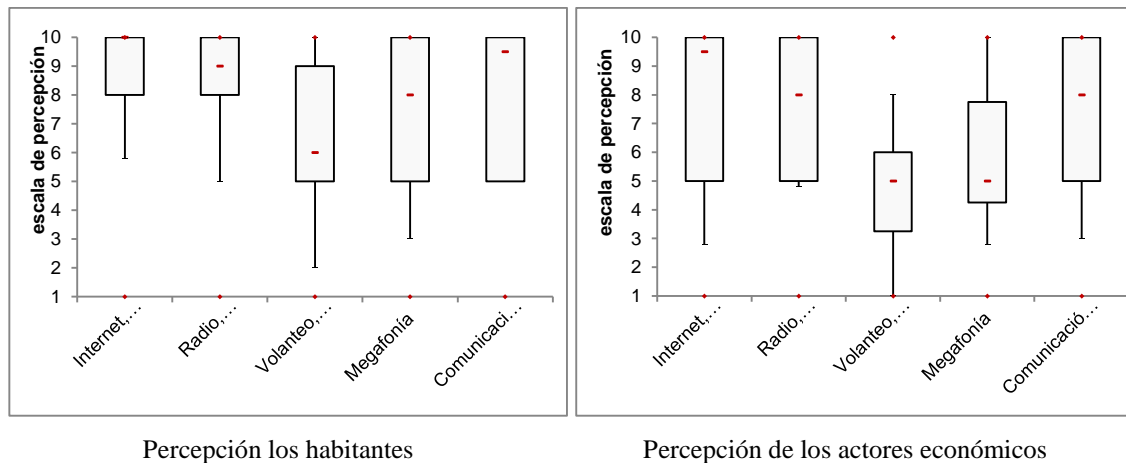 escala de percepción
10
9
8
7
6
5
4
3
2
1
Internet,...
Radio,...
Volanteo,...
Megafonía
Comunicaci...
Percepción los habitantes
escala de percepción
10
9
8
7
6
5
4
3
2
1
Internet,...
Radio,...
Volanteo,...
Megafonía
Comunicació...
Percepción de los actores económicos